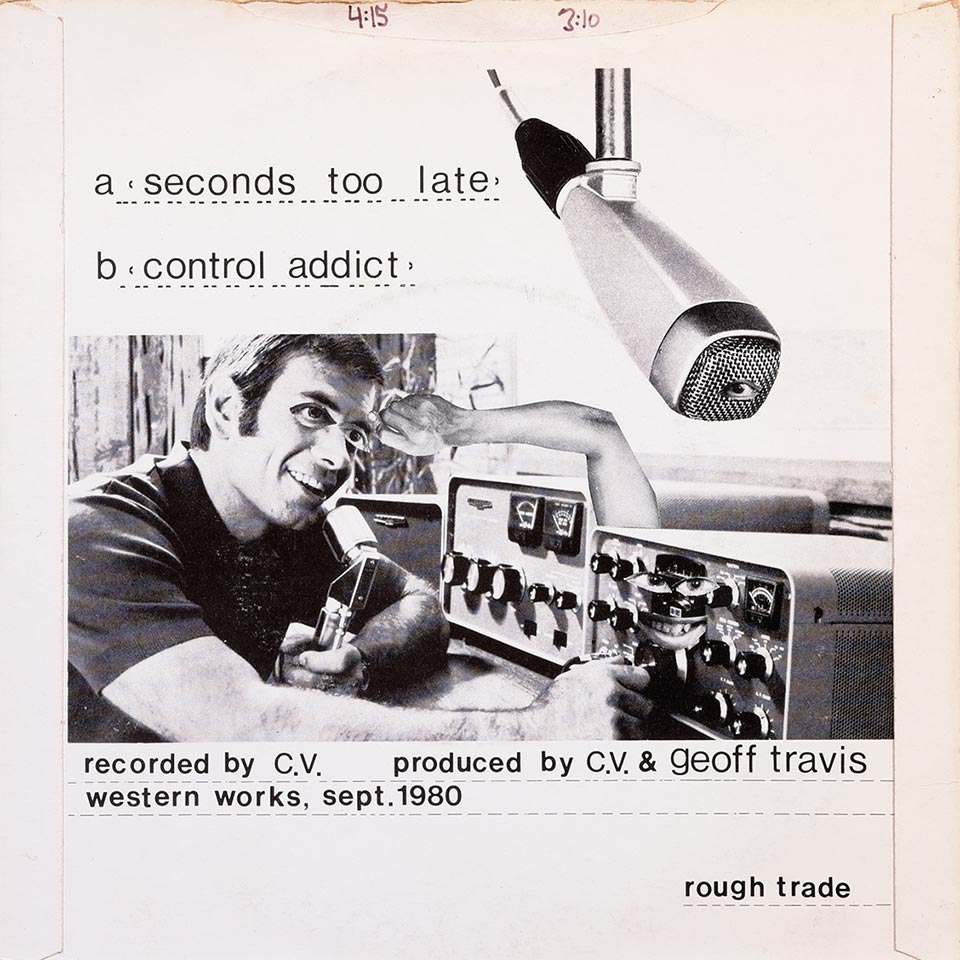 4:15 3:10
a ‹seconds too late›
b ‹control addict›
recorded by C.V. produced by C.V. & geoff travis
western works, sept.1980
rough trade